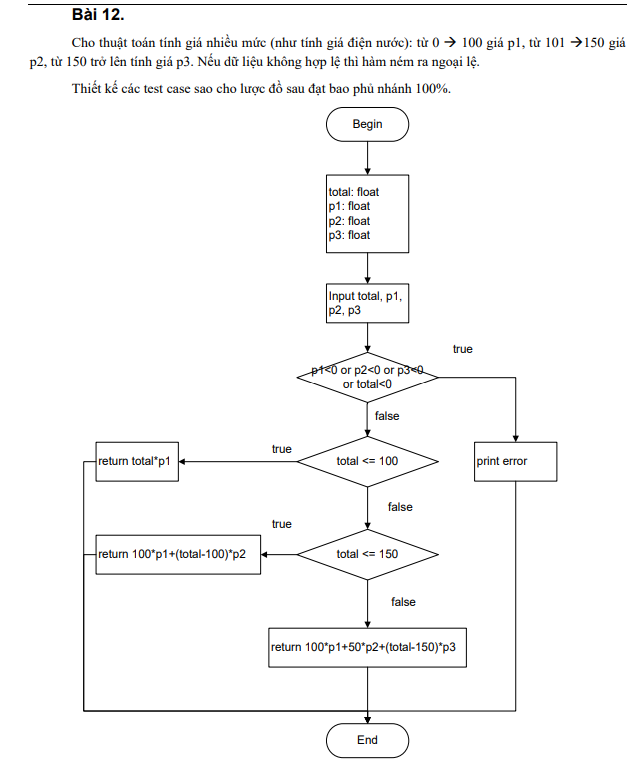 Bài 12.
Cho thuật toán tính giá nhiều mức (như tính giá điện nước): từ 0 → 100 giá p1, từ 101 →150 giá
p2, từ 150 trở lên tính giá p3. Nếu dữ liệu không hợp lệ thì hàm ném ra ngoại lệ.
Thiết kế các test case sao cho lược đồ sau đạt bao phủ nhánh 100%.
Begin
total: float
p1: float
p2: float
p3: float
Input total, p1,
p2, p3
true
p1<0 or p2<0 or p3<0
or total<0
false
true
return total*p1
total <= 100
print error
false
true
return 100*p1+(total-100)*p2
total <= 150
false
return 100*p1+50*p2+(total-150)*p3
End